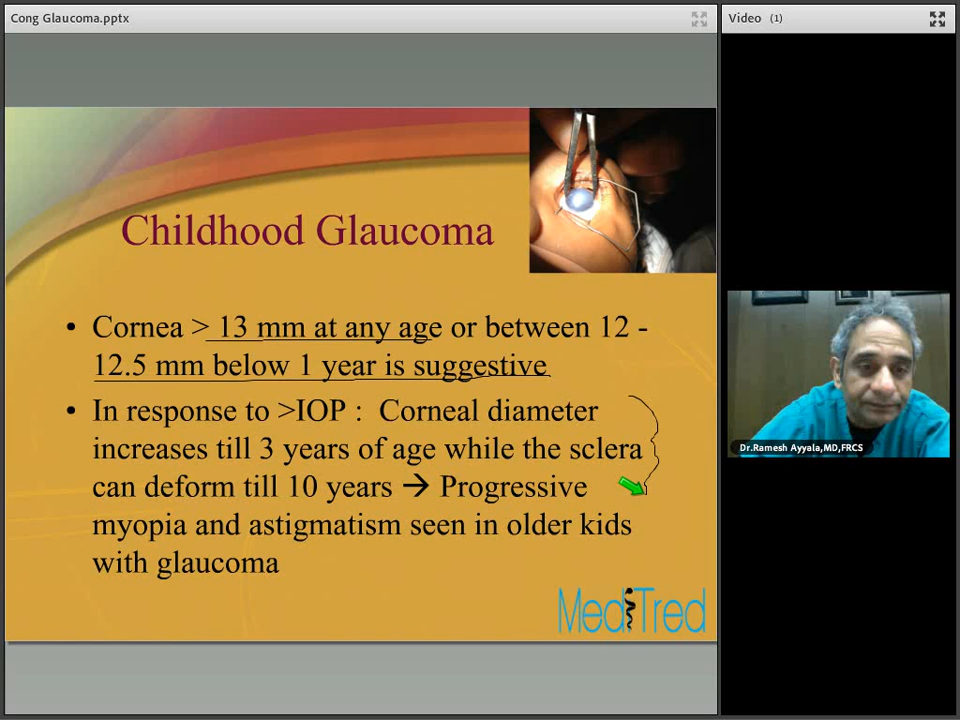 Cong Glaucoma.pptx
Video (1)
Childhood Glaucoma
• Cornea > 13 mm at any age or between 12 -
12.5 mm below 1 year is suggestive
• In response to >IOP : Corneal diameter
increases till 3 years of age while the sclera
can deform till 10 years → Progressive
myopia and astigmatism seen in older kids
with glaucoma
MediTred
Dr.Ramesh Ayyala,MD,FRCS